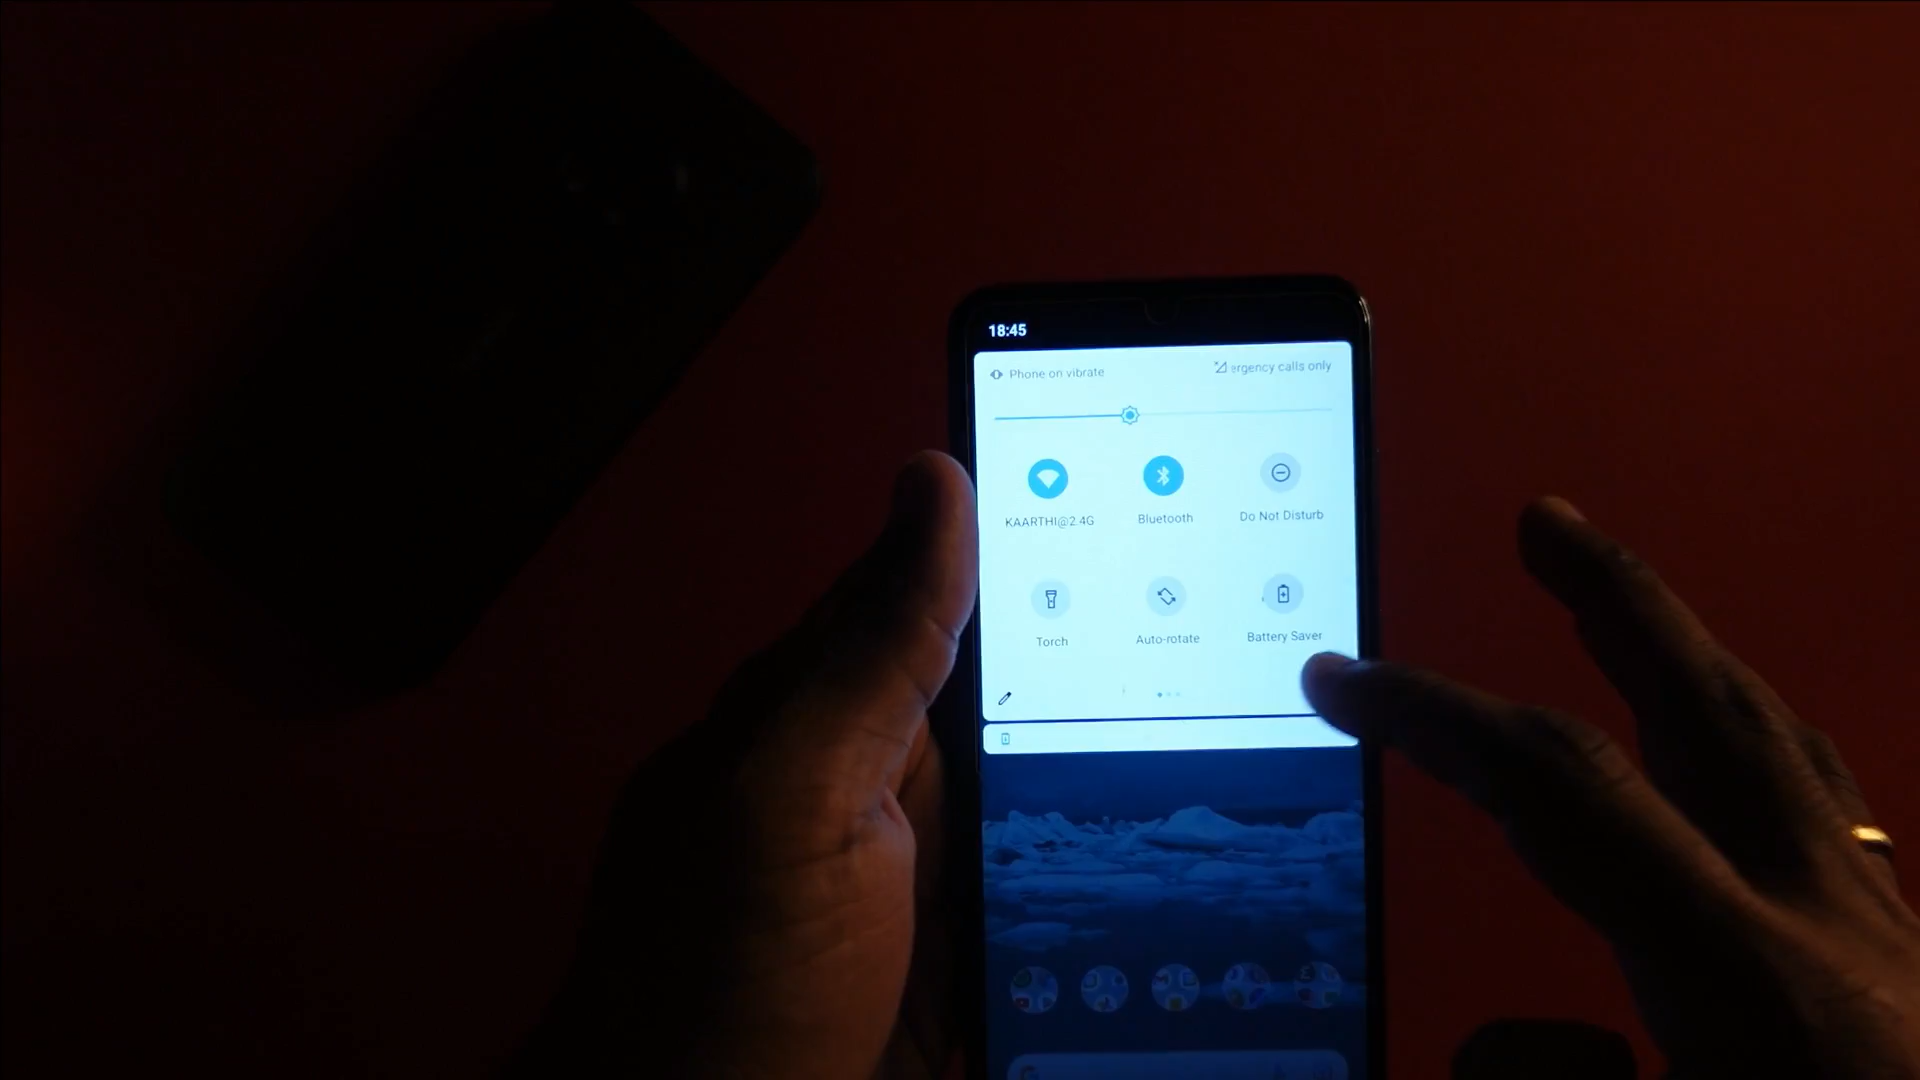 18:45
Phone on vibrate
ergency calls only
KAARTHI@2.4G
Bluetooth
Do Not Disturb
Torch
Auto-rotate
Battery Saver